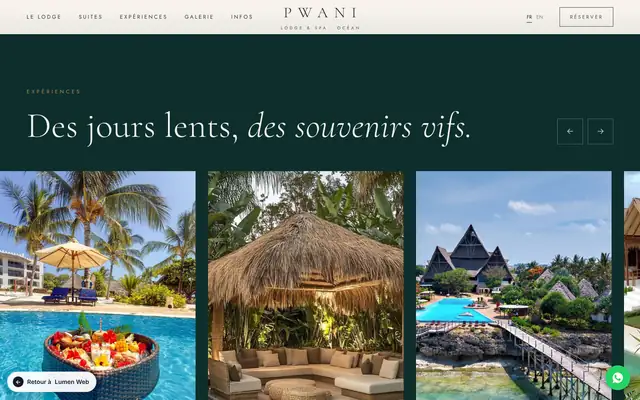 LE LODGE SUITES EXPÉRIENCES GALERIE INFOS
PWANI
LODGE & SPA · OCÉAN
FR EN
RÉSERVER
EXPÉRIENCES
Des jours lents, des souvenirs vifs.
← →
Retour à Lumen Web